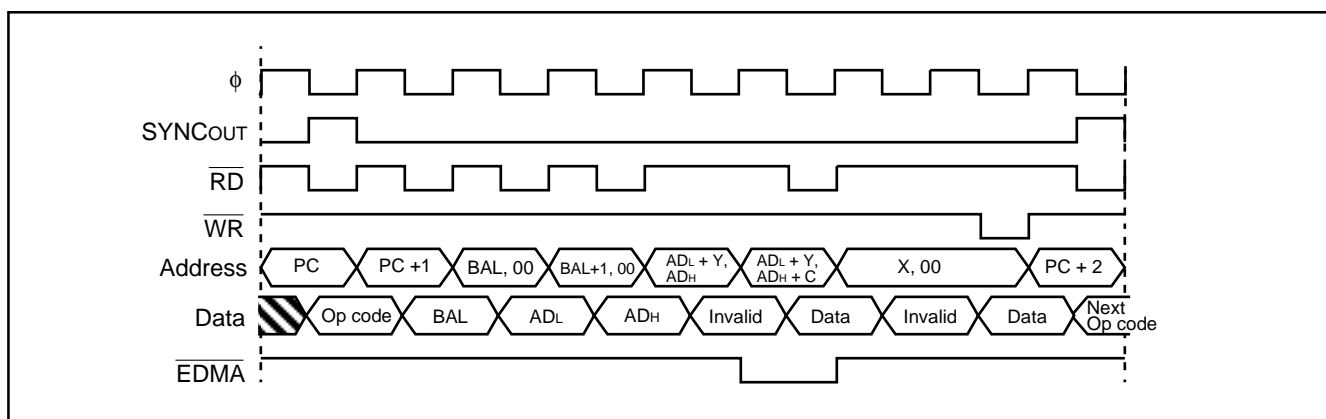 φ
SYNCOUT
RD
WR
Address PC PC +1 BAL, 00 BAL+1, 00 ADL + Y, ADH ADL + Y, ADH + C X, 00 PC + 2
Data Op code BAL ADL ADH Invalid Data Invalid Data Next Op code
EDMA